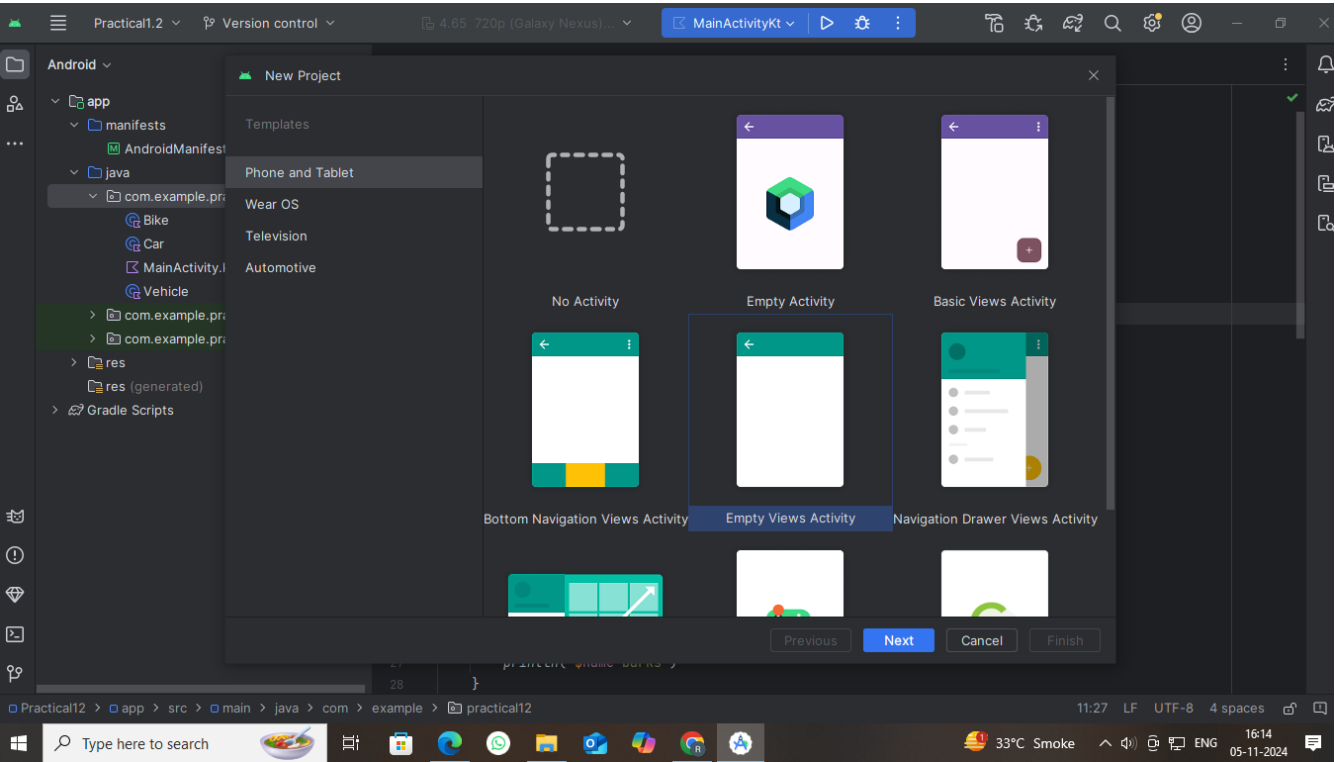 Practical1.2
Version control
4.65 720p (Galaxy Nexus)...
MainActivityKt
Android
New Project
app
manifests
AndroidManifest
java
com.example.pra
Bike
Car
MainActivity.k
Vehicle
com.example.pra
com.example.pra
res
res (generated)
Gradle Scripts
Templates
Phone and Tablet
Wear OS
Television
Automotive
No Activity
Empty Activity
Basic Views Activity
Bottom Navigation Views Activity
Empty Views Activity
Navigation Drawer Views Activity
Previous
Next
Cancel
Finish
27
28 }
Practical12 > app > src > main > java > com > example > practical12
11:27 LF UTF-8 4 spaces
Type here to search
33°C Smoke
ENG
16:14
05-11-2024